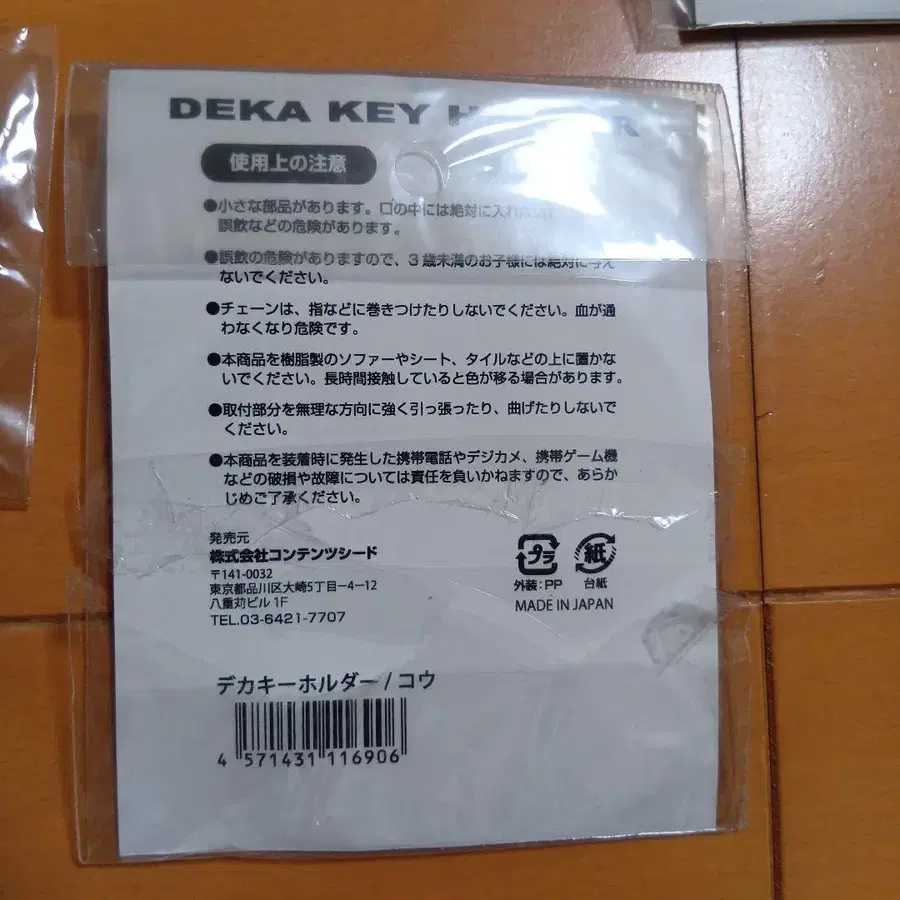 DEKA KEY H
使用上の注意
●小さな部品があります。口の中には絶対に入れない
誤飲などの危険があります。
●誤飲の危険がありますので、3歳未満のお子様には絶対に与え
ないでください。
●チェーンは、指などに巻きつけたりしないでください。血が通
わなくなり危険です。
●本商品を樹脂製のソファーやシート、タイルなどの上に置かな
いでください。長時間接触していると色が移る場合があります。
●取付部分を無理な方向に強く引っ張ったり、曲げたりしないで
ください。
●本商品を装着時に発生した携帯電話やデジカメ、携帯ゲーム機
などの破損や故障については責任を負いかねますので、あらか
じめご了承ください。
発売元
株式会社コンテンツシード
〒141-0032
東京都品川区大崎5丁目-4-12
八重苅ビル 1F
TEL.03-6421-7707
プラ
紙
外装:PP
台紙
MADE IN JAPAN
デカキーホルダー / コウ
4 571431 116906